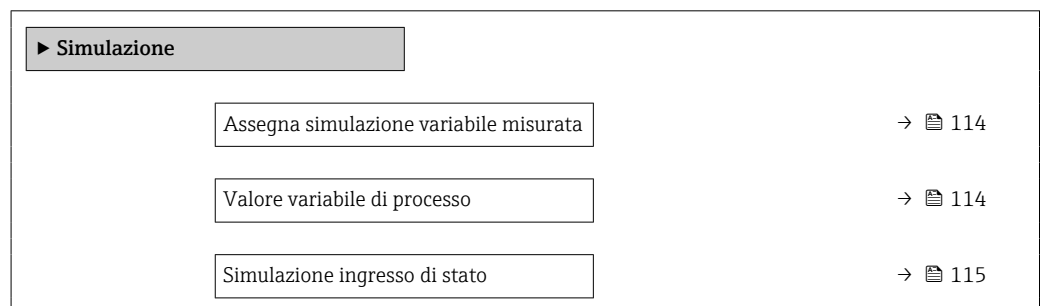 ▶ Simulazione
Assegna simulazione variabile misurata → 114
Valore variabile di processo → 114
Simulazione ingresso di stato → 115